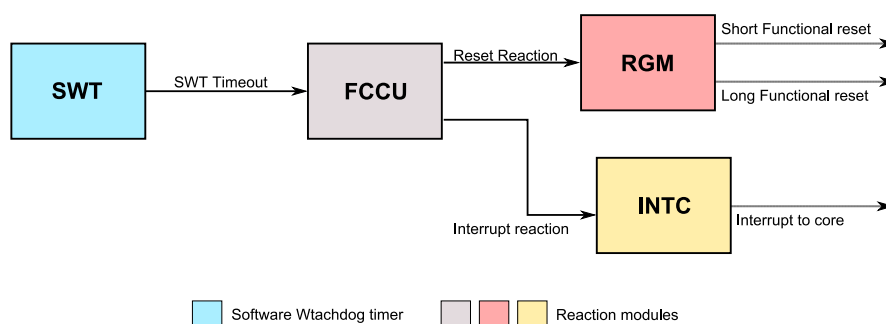 Short Functional reset
Reset Reaction
RGM
SWT Timeout
SWT
FCCU
Long Functional reset
INTC
Interrupt reaction
Interrupt to core
Software Wtachdog timer
Reaction modules